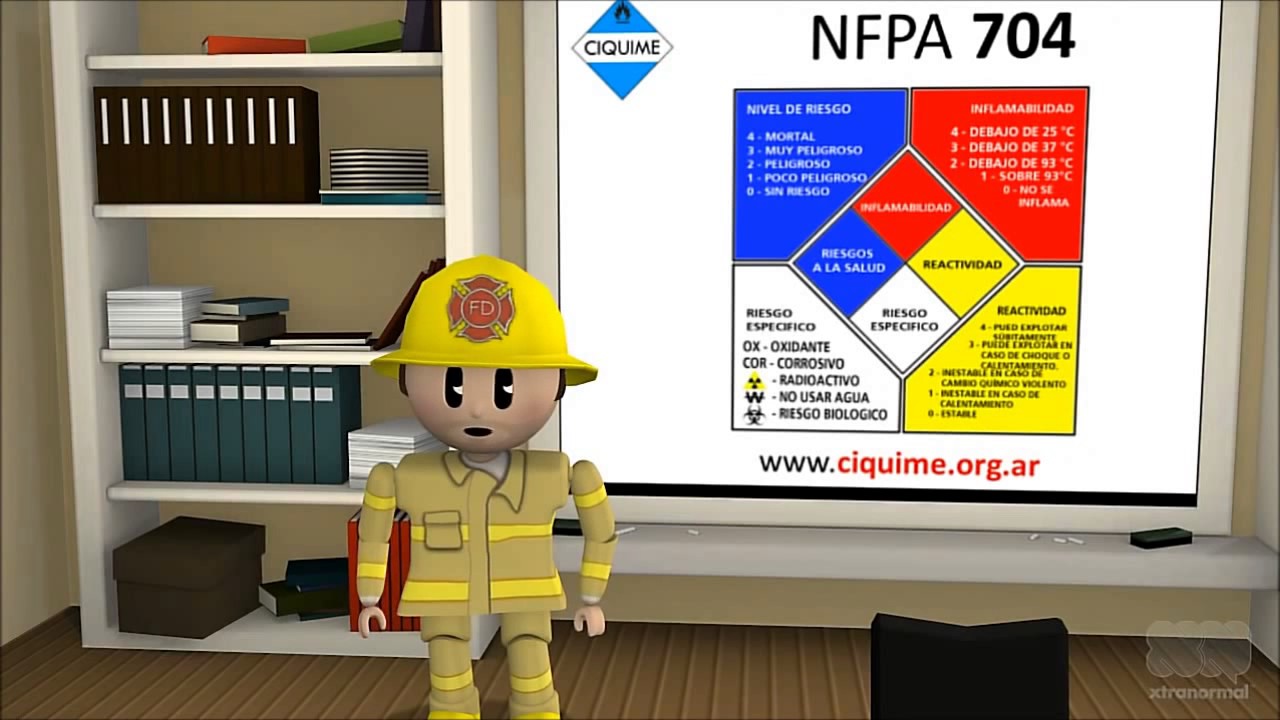 CIQUIME
NFPA 704
NIVEL DE RIESGO
4 - MORTAL
3 - MUY PELIGROSO
2 - PELIGROSO
1 - POCO PELIGROSO
0 - SIN RIESGO
INFLAMABILIDAD
4 - DEBAJO DE 25 °C
3 - DEBAJO DE 37 °C
2 - DEBAJO DE 93 °C
1 - SOBRE 93°C
0 - NO SE
INFLAMA
INFLAMABILIDAD
RIESGOS
A LA SALUD
REACTIVIDAD
RIESGO
ESPECIFICO
RIESGO
ESPECIFICO
OX - OXIDANTE
COR - CORROSIVO
- RADIOACTIVO
W - NO USAR AGUA
- RIESGO BIOLOGICO
REACTIVIDAD
4 - PUED EXPLOTAR
SÚBITAMENTE
3 - PUEDE EXPLOTAR EN
CASO DE CHOQUE O
CALENTAMIENTO.
2 - INESTABLE EN CASO DE
CAMBIO QUÍMICO VIOLENTO
1 - INESTABLE EN CASO DE
CALENTAMIENTO
0 - ESTABLE
www.ciquime.org.ar
FD
xtranormal